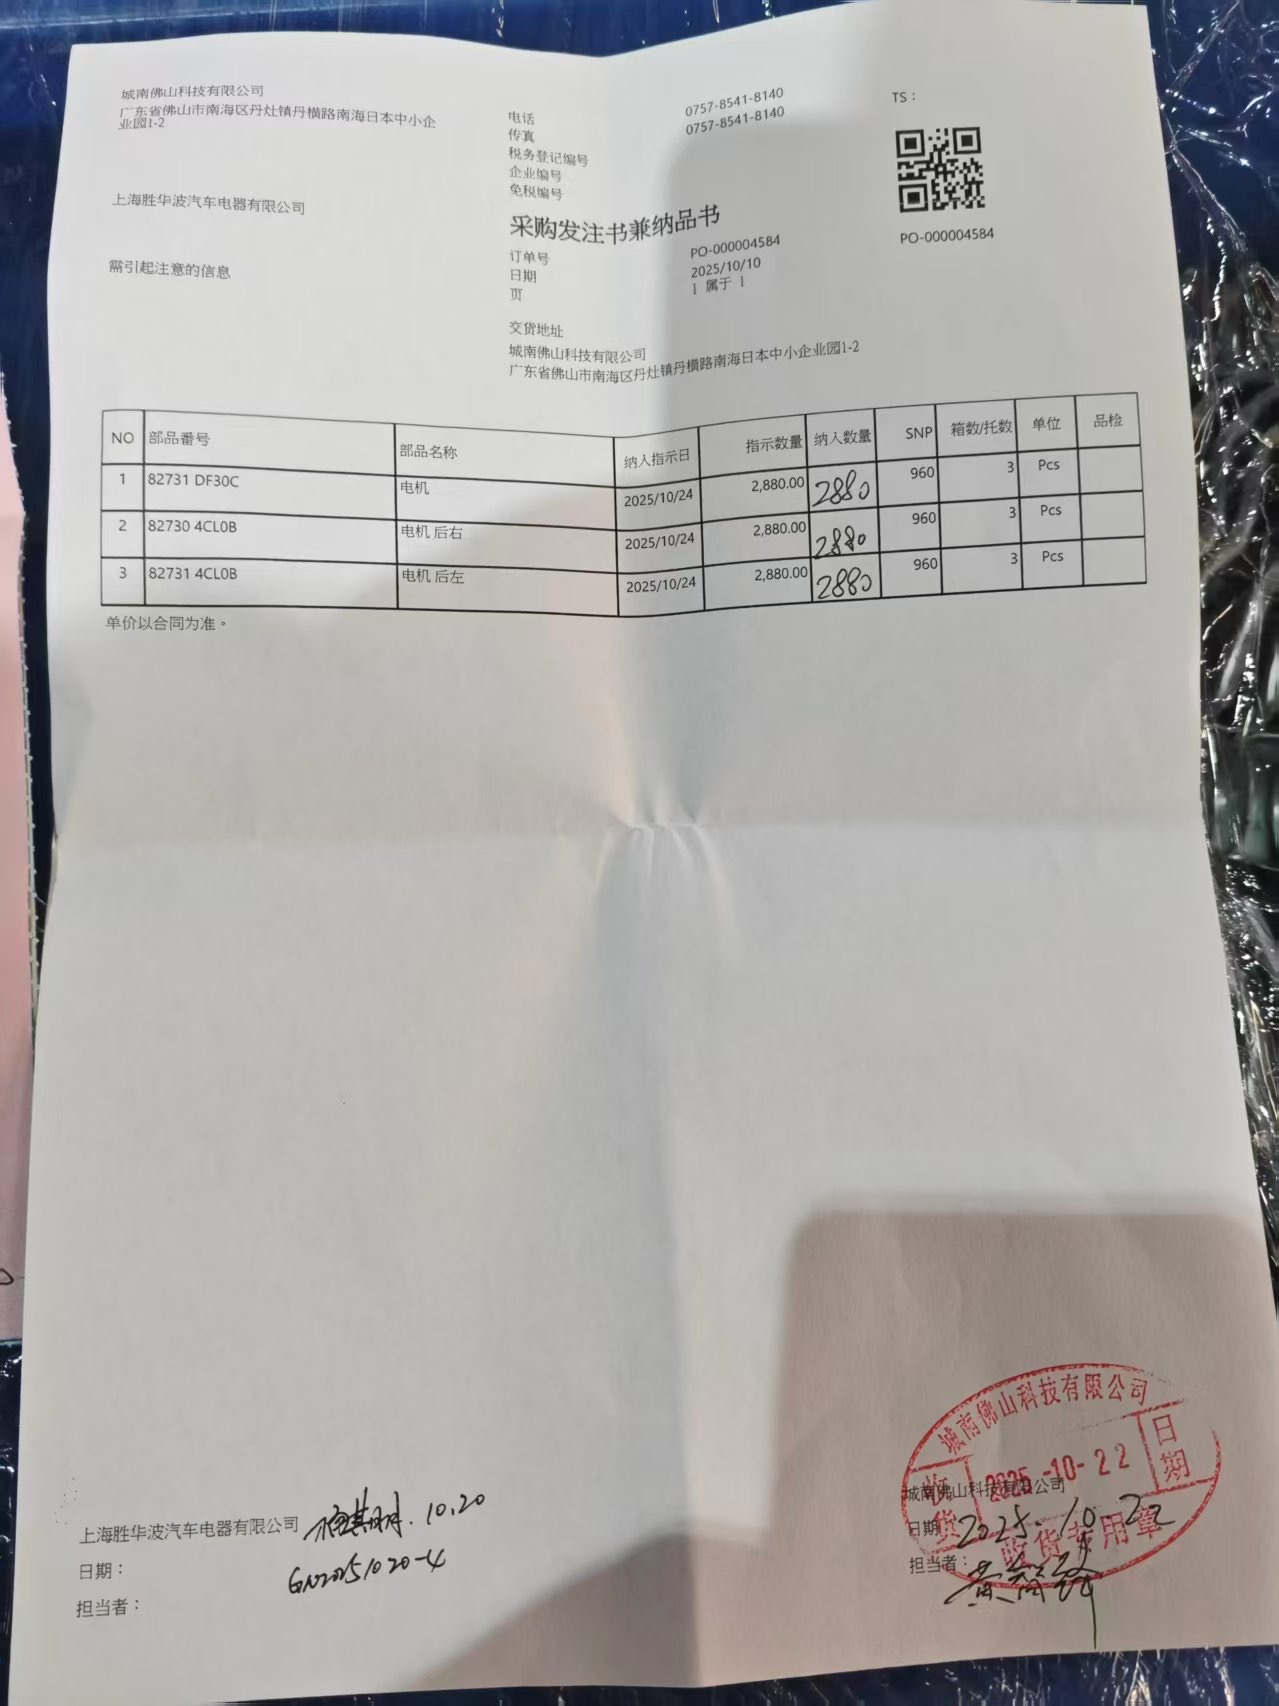 城南佛山科技有限公司
广东省佛山市南海区丹灶镇丹横路南海日本中小企
业园1-2
上海胜华波汽车电器有限公司
需引起注意的信息
电话 0757-8541-8140
传真 0757-8541-8140
税务登记编号
企业编号
免税编号
采购发注书兼纳品书
订单号 PO-000004584
日期 2025/10/10
页 1 属于 1
交货地址
城南佛山科技有限公司
广东省佛山市南海区丹灶镇丹横路南海日本中小企业园1-2
TS：
PO-000004584
NO 部品番号 部品名称 纳入指示日 指示数量 纳入数量 SNP 箱数/托数 单位 品检
1 82731 DF30C 电机 2025/10/24 2,880.00 2880 960 3 Pcs
2 82730 4CL0B 电机 后右 2025/10/24 2,880.00 2880 960 3 Pcs
3 82731 4CL0B 电机 后左 2025/10/24 2,880.00 2880 960 3 Pcs
单价以合同为准。
上海胜华波汽车电器有限公司 10.20
日期： GN20251020-4
担当者：
城南佛山科技有限公司
收货 2025-10-22 日期
收货专用章
城南佛山科技有限公司
日期： 2025.10.22
担当者：